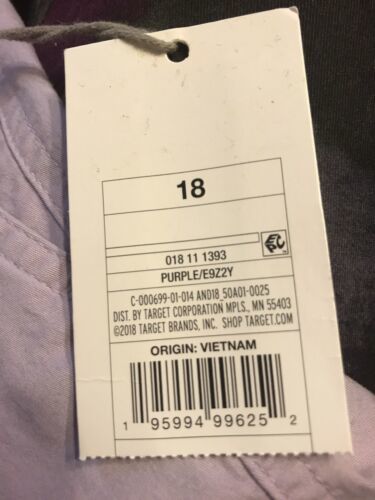 18
018 11 1393
EPC
PURPLE/E9Z2Y
C-000699-01-014 AND18_50A01-0025
DIST. BY TARGET CORPORATION MPLS., MN 55403
©2018 TARGET BRANDS, INC. SHOP TARGET.COM
ORIGIN: VIETNAM
1 95994 99625 2